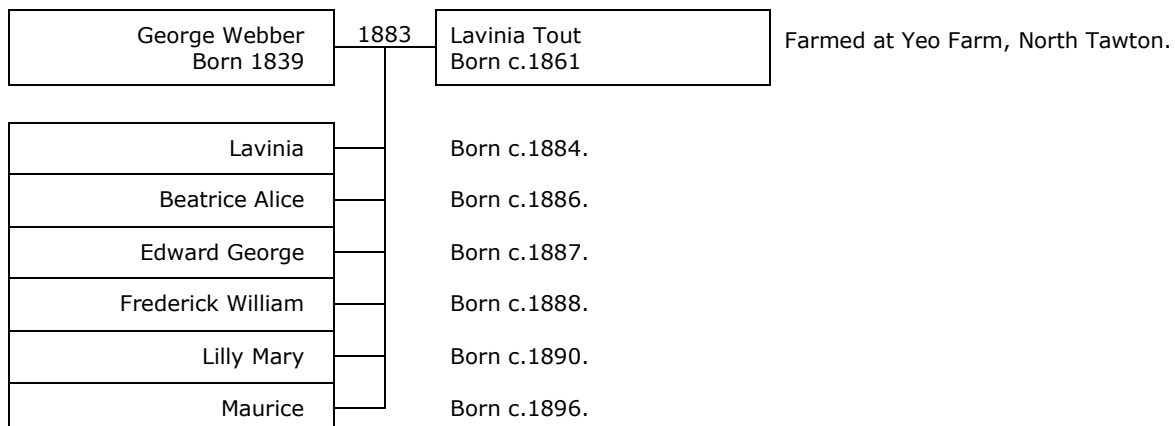 George Webber 1883 Lavinia Tout Farmed at Yeo Farm, North Tawton.
Born 1839 Born c.1861
Lavinia Born c.1884.
Beatrice Alice Born c.1886.
Edward George Born c.1887.
Frederick William Born c.1888.
Lilly Mary Born c.1890.
Maurice Born c.1896.